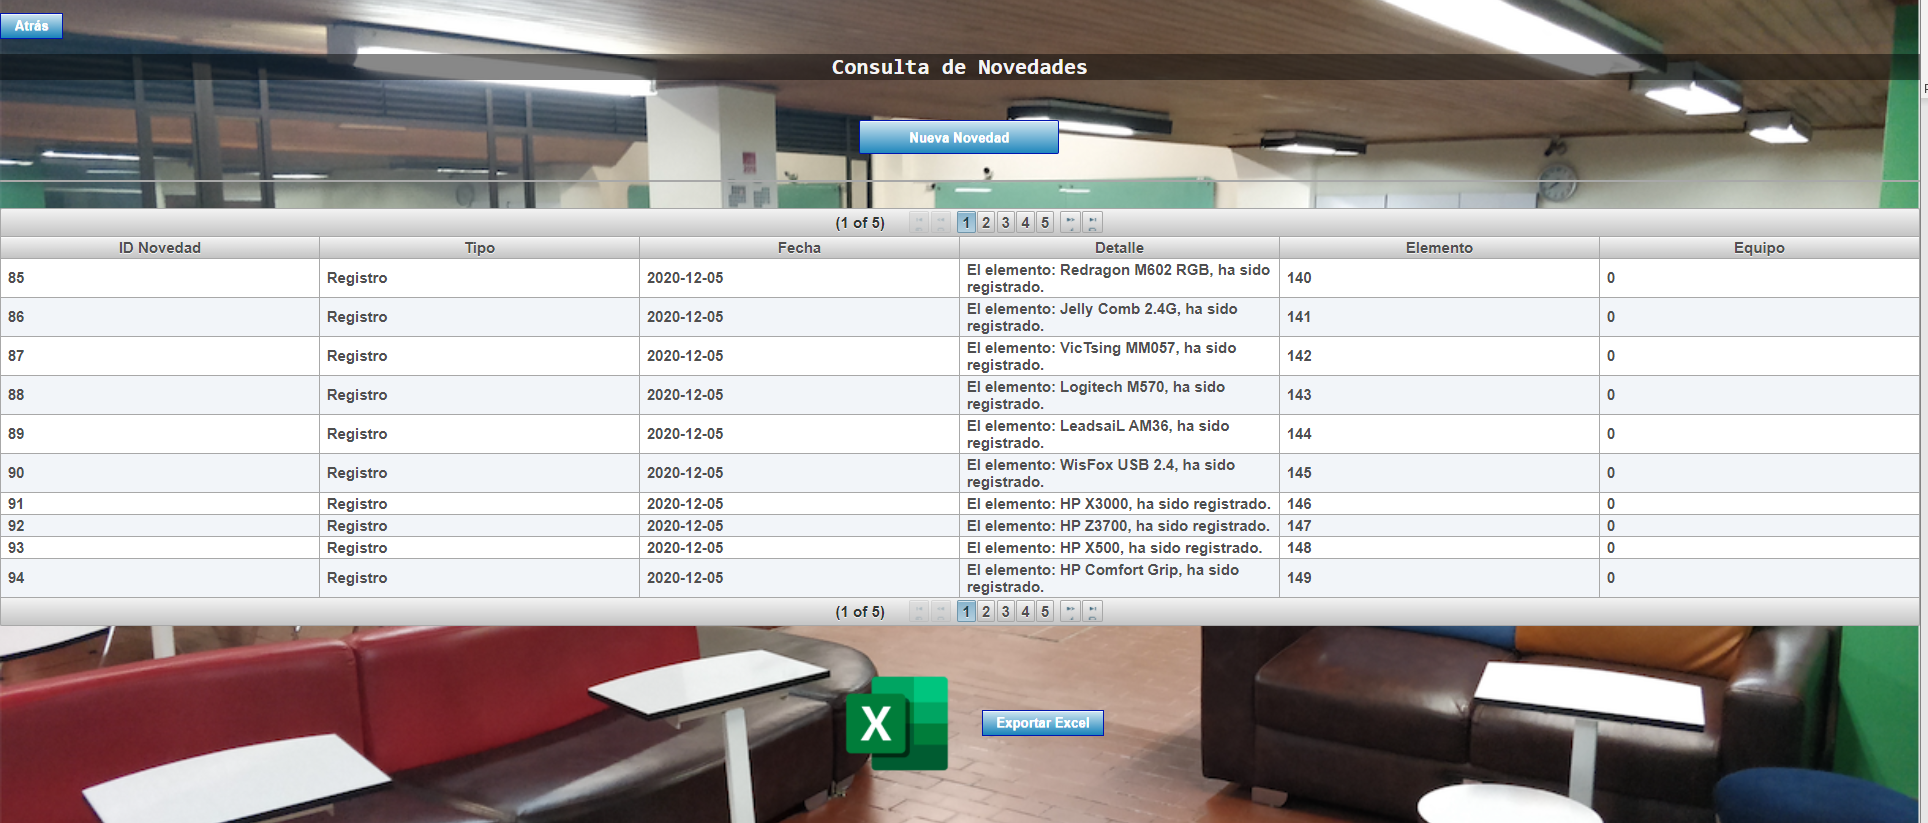 Atrás
Consulta de Novedades
Nueva Novedad
(1 of 5) 1 2 3 4 5
ID Novedad Tipo Fecha Detalle Elemento Equipo
85 Registro 2020-12-05 El elemento: Redragon M602 RGB, ha sido registrado. 140 0
86 Registro 2020-12-05 El elemento: Jelly Comb 2.4G, ha sido registrado. 141 0
87 Registro 2020-12-05 El elemento: VicTsing MM057, ha sido registrado. 142 0
88 Registro 2020-12-05 El elemento: Logitech M570, ha sido registrado. 143 0
89 Registro 2020-12-05 El elemento: LeadsaiL AM36, ha sido registrado. 144 0
90 Registro 2020-12-05 El elemento: WisFox USB 2.4, ha sido registrado. 145 0
91 Registro 2020-12-05 El elemento: HP X3000, ha sido registrado. 146 0
92 Registro 2020-12-05 El elemento: HP Z3700, ha sido registrado. 147 0
93 Registro 2020-12-05 El elemento: HP X500, ha sido registrado. 148 0
94 Registro 2020-12-05 El elemento: HP Comfort Grip, ha sido registrado. 149 0
(1 of 5) 1 2 3 4 5
X
Exportar Excel